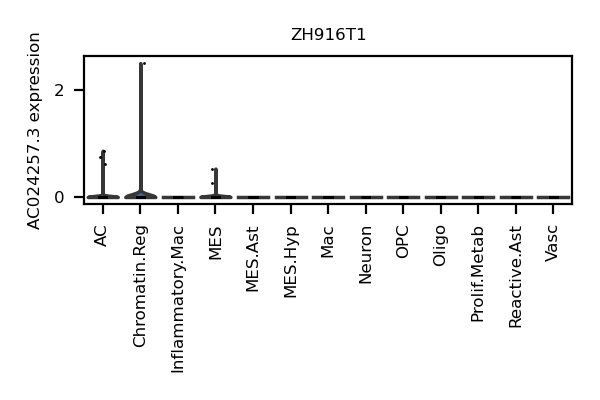 ZH916T1
AC024257.3 expression
2
0
AC
Chromatin.Reg
Inflammatory.Mac
MES
MES.Ast
MES.Hyp
Mac
Neuron
OPC
Oligo
Prolif.Metab
Reactive.Ast
Vasc